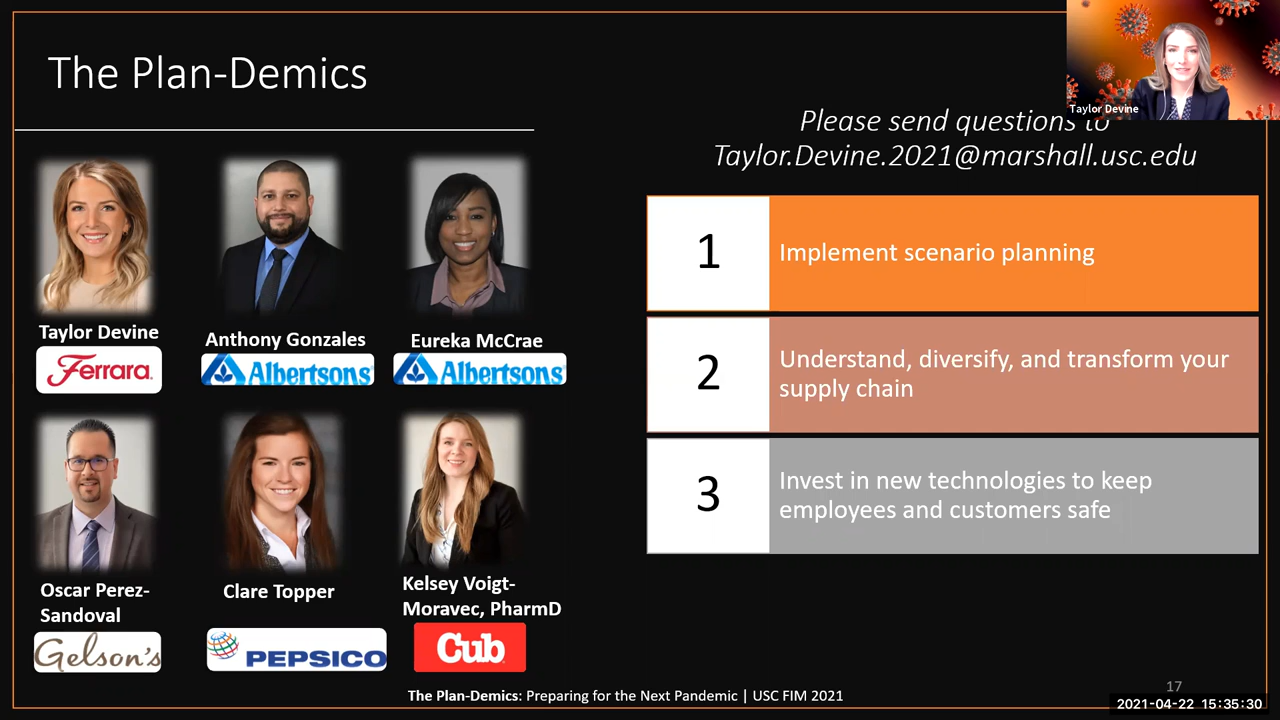 The Plan-Demics
Taylor Devine
Please send questions to
Taylor.Devine.2021@marshall.usc.edu
Taylor Devine
Ferrara
Anthony Gonzales
Albertsons
Eureka McCrae
Albertsons
Oscar Perez-
Sandoval
Gelson's
Clare Topper
PEPSICO
Kelsey Voigt-
Moravec, PharmD
Cub
1
Implement scenario planning
2
Understand, diversify, and transform your
supply chain
3
Invest in new technologies to keep
employees and customers safe
The Plan-Demics: Preparing for the Next Pandemic | USC FIM 2021
17
2021-04-22 15:35:30